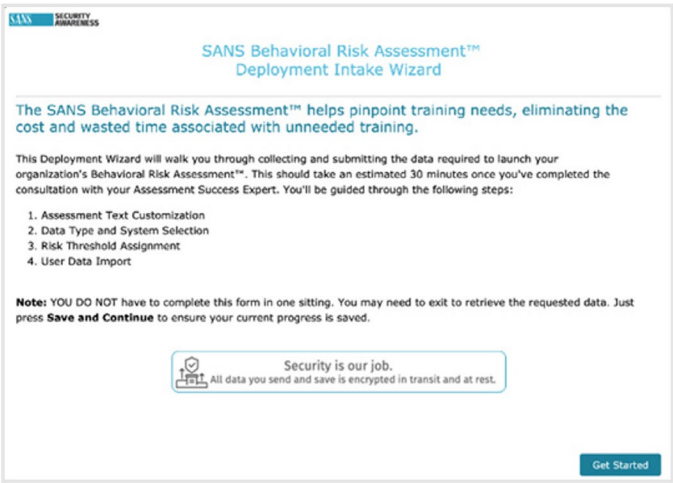 SANS SECURITY
AWARENESS
SANS Behavioral Risk Assessment™
Deployment Intake Wizard
The SANS Behavioral Risk Assessment™ helps pinpoint training needs, eliminating the
cost and wasted time associated with unneeded training.
This Deployment Wizard will walk you through collecting and submitting the data required to launch your
organization's Behavioral Risk Assessment™. This should take an estimated 30 minutes once you've completed the
consultation with your Assessment Success Expert. You'll be guided through the following steps:
1. Assessment Text Customization
2. Data Type and System Selection
3. Risk Threshold Assignment
4. User Data Import
Note: YOU DO NOT have to complete this form in one sitting. You may need to exit to retrieve the requested data. Just
press Save and Continue to ensure your current progress is saved.
Security is our job.
All data you send and save is encrypted in transit and at rest.
Get Started